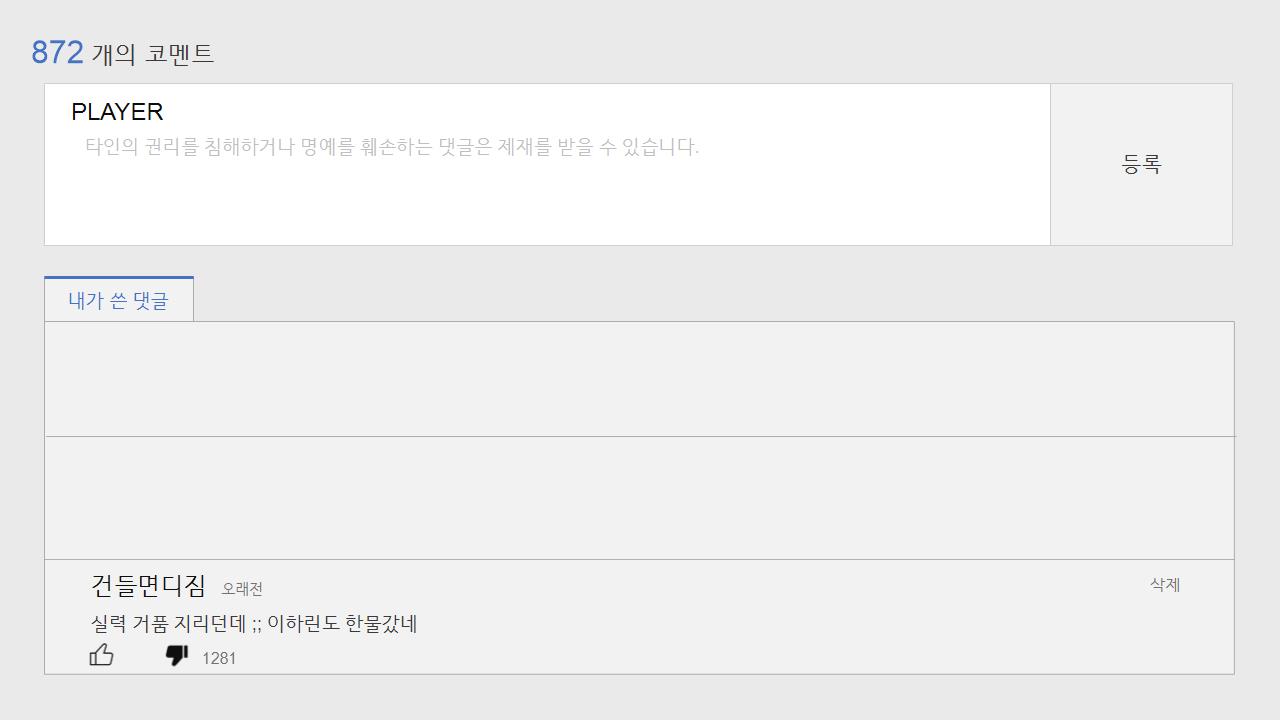 872 개의 코멘트
PLAYER
타인의 권리를 침해하거나 명예를 훼손하는 댓글은 제재를 받을 수 있습니다.
등록
내가 쓴 댓글
건들면디짐 오래전 삭제
실력 거품 지리던데 ;; 이하린도 한물갔네
1281